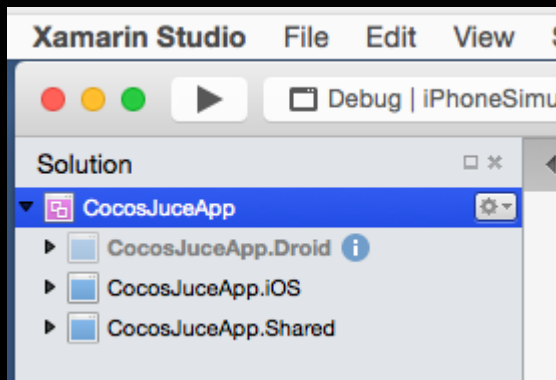 Xamarin Studio File Edit View
Debug | iPhoneSimu
Solution
CocosJuceApp
CocosJuceApp.Droid i
CocosJuceApp.iOS
CocosJuceApp.Shared